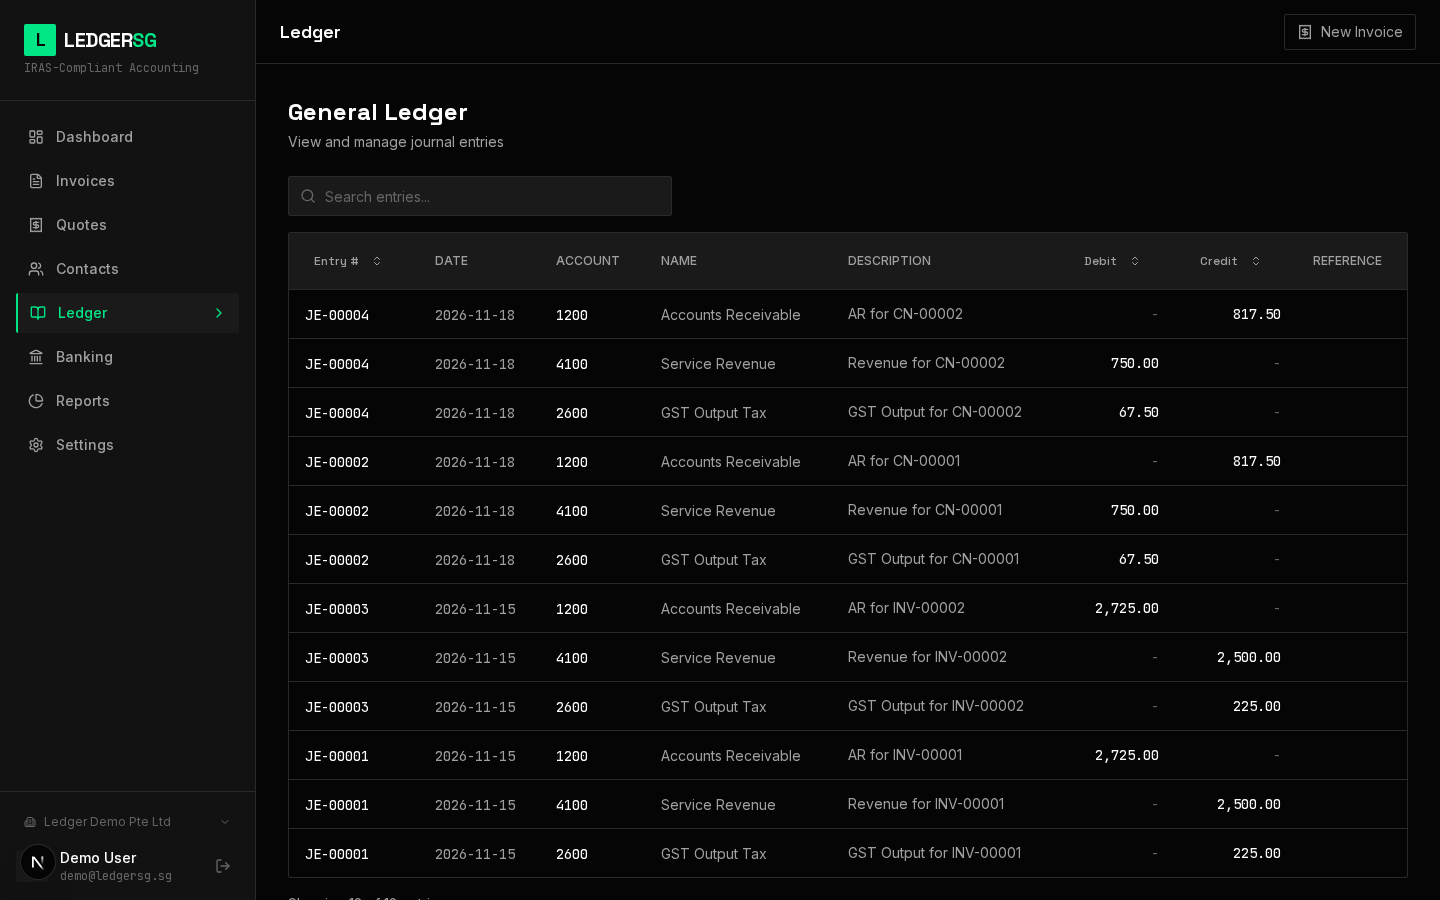 L LEDGERSG
IRAS-Compliant Accounting
Dashboard
Invoices
Quotes
Contacts
Ledger
Banking
Reports
Settings
Ledger Demo Pte Ltd
N Demo User
demo@ledgersg.sg
Ledger
New Invoice
General Ledger
View and manage journal entries
Search entries...
Entry # DATE ACCOUNT NAME DESCRIPTION Debit Credit REFERENCE
JE-00004 2026-11-18 1200 Accounts Receivable AR for CN-00002 - 817.50
JE-00004 2026-11-18 4100 Service Revenue Revenue for CN-00002 750.00 -
JE-00004 2026-11-18 2600 GST Output Tax GST Output for CN-00002 67.50 -
JE-00002 2026-11-18 1200 Accounts Receivable AR for CN-00001 - 817.50
JE-00002 2026-11-18 4100 Service Revenue Revenue for CN-00001 750.00 -
JE-00002 2026-11-18 2600 GST Output Tax GST Output for CN-00001 67.50 -
JE-00003 2026-11-15 1200 Accounts Receivable AR for INV-00002 2,725.00 -
JE-00003 2026-11-15 4100 Service Revenue Revenue for INV-00002 - 2,500.00
JE-00003 2026-11-15 2600 GST Output Tax GST Output for INV-00002 - 225.00
JE-00001 2026-11-15 1200 Accounts Receivable AR for INV-00001 2,725.00 -
JE-00001 2026-11-15 4100 Service Revenue Revenue for INV-00001 - 2,500.00
JE-00001 2026-11-15 2600 GST Output Tax GST Output for INV-00001 - 225.00